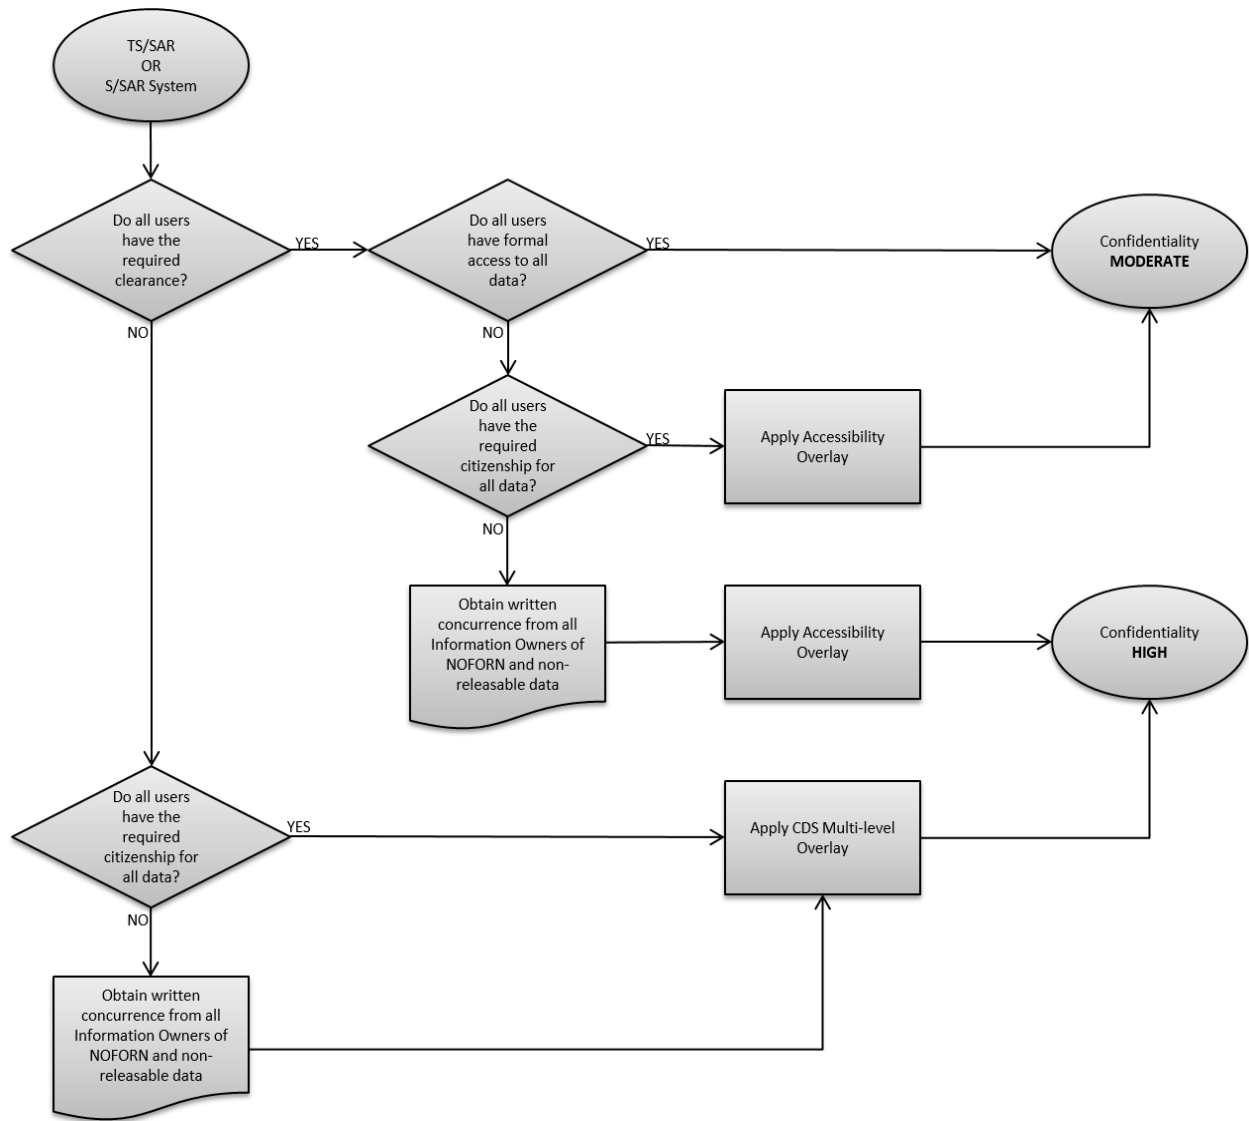 TS/SAR
OR
S/SAR System
Do all users
have the
required
clearance?
YES
Do all users
have formal
access to all
data?
YES
Confidentiality
MODERATE
NO
NO
Do all users
have the
required
citizenship for
all data?
YES
Apply Accessibility
Overlay
NO
Obtain written
concurrence from all
Information Owners of
NOFORN and non-
releasable data
Apply Accessibility
Overlay
Confidentiality
HIGH
Do all users
have the
required
citizenship for
all data?
YES
Apply CDS Multi-level
Overlay
NO
Obtain written
concurrence from all
Information Owners of
NOFORN and non-
releasable data